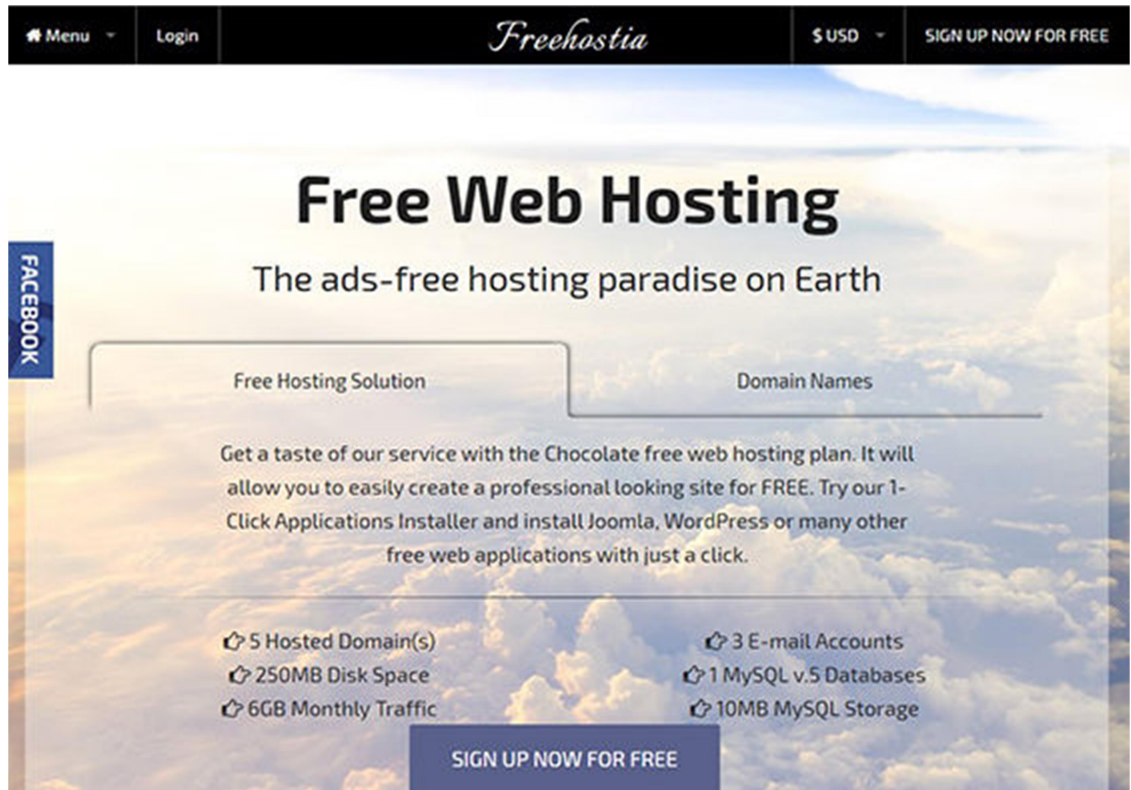 Menu
Login
Freehostia
$ USD
SIGN UP NOW FOR FREE
Free Web Hosting
The ads-free hosting paradise on Earth
FACEBOOK
Free Hosting Solution
Domain Names
Get a taste of our service with the Chocolate free web hosting plan. It will
allow you to easily create a professional looking site for FREE. Try our 1-
Click Applications Installer and install Joomla, WordPress or many other
free web applications with just a click.
5 Hosted Domain(s)
250MB Disk Space
6GB Monthly Traffic
3 E-mail Accounts
1 MySQL v.5 Databases
10MB MySQL Storage
SIGN UP NOW FOR FREE